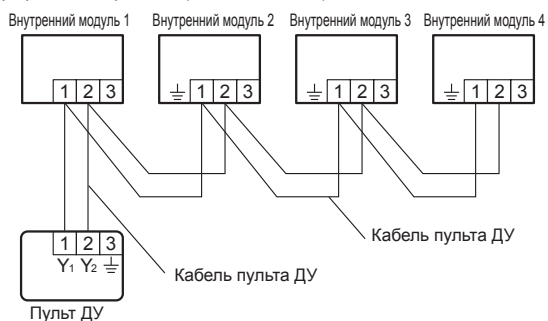 Внутренний модуль 1 Внутренний модуль 2 Внутренний модуль 3 Внутренний модуль 4
1 2 3 ⏚ 1 2 3 ⏚ 1 2 3 ⏚ 1 2 3
Кабель пульта ДУ
1 2 3
Y1 Y2 ⏚
Кабель пульта ДУ
Пульт ДУ